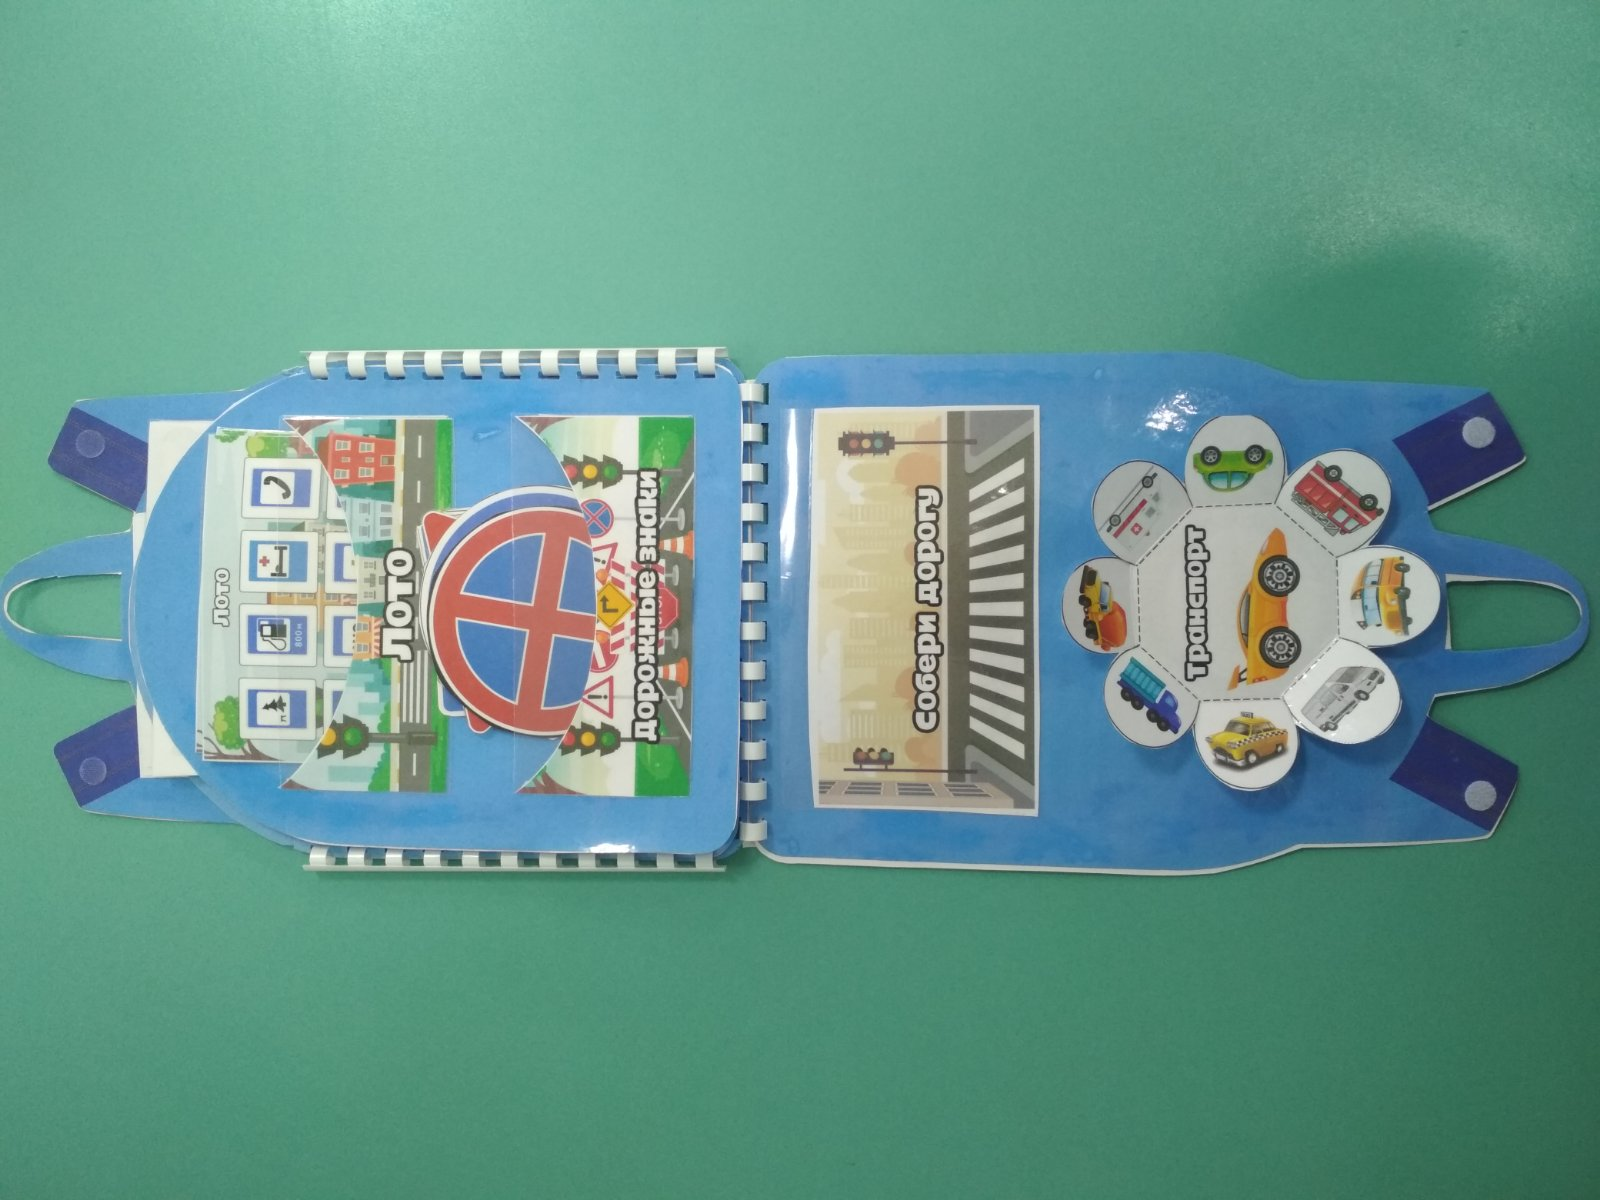 Лото
800 м
Лото
Дорожные знаки
Собери дорогу
Транспорт